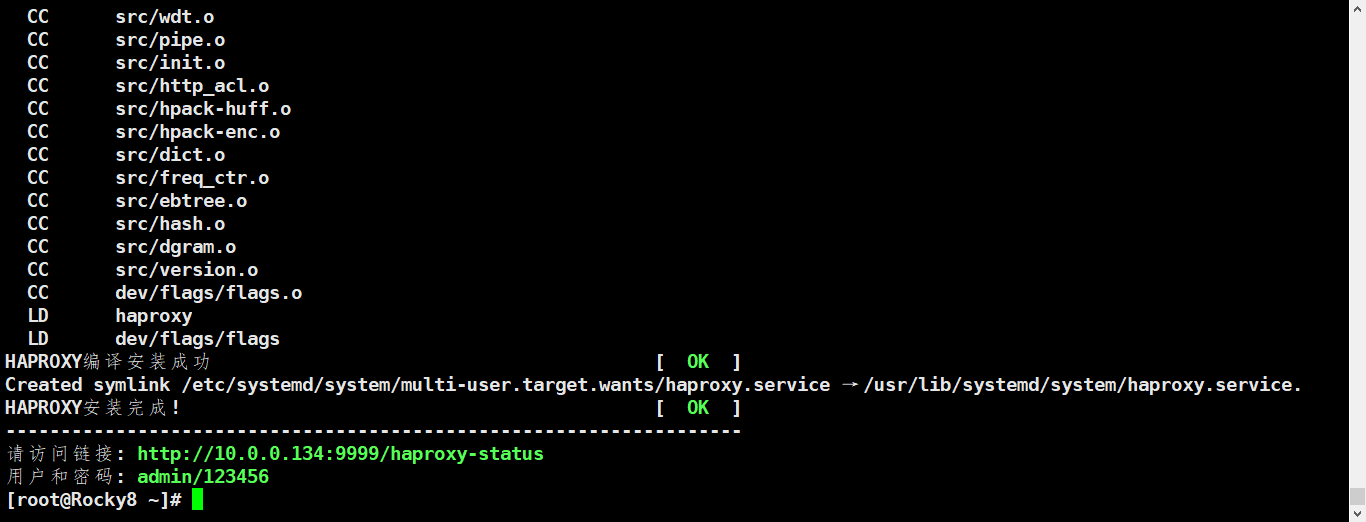 CC      src/wdt.o
CC      src/pipe.o
CC      src/init.o
CC      src/http_acl.o
CC      src/hpack-huff.o
CC      src/hpack-enc.o
CC      src/dict.o
CC      src/freq_ctr.o
CC      src/ebtree.o
CC      src/hash.o
CC      src/dgram.o
CC      src/version.o
CC      dev/flags/flags.o
LD      haproxy
LD      dev/flags/flags
HAPROXY编译安装成功                                        [  OK  ]
Created symlink /etc/systemd/system/multi-user.target.wants/haproxy.service → /usr/lib/systemd/system/haproxy.service.
HAPROXY安装完成!                                           [  OK  ]
-------------------------------------------------------------------
请访问链接: http://10.0.0.134:9999/haproxy-status
用户和密码: admin/123456
[root@Rocky8 ~]#